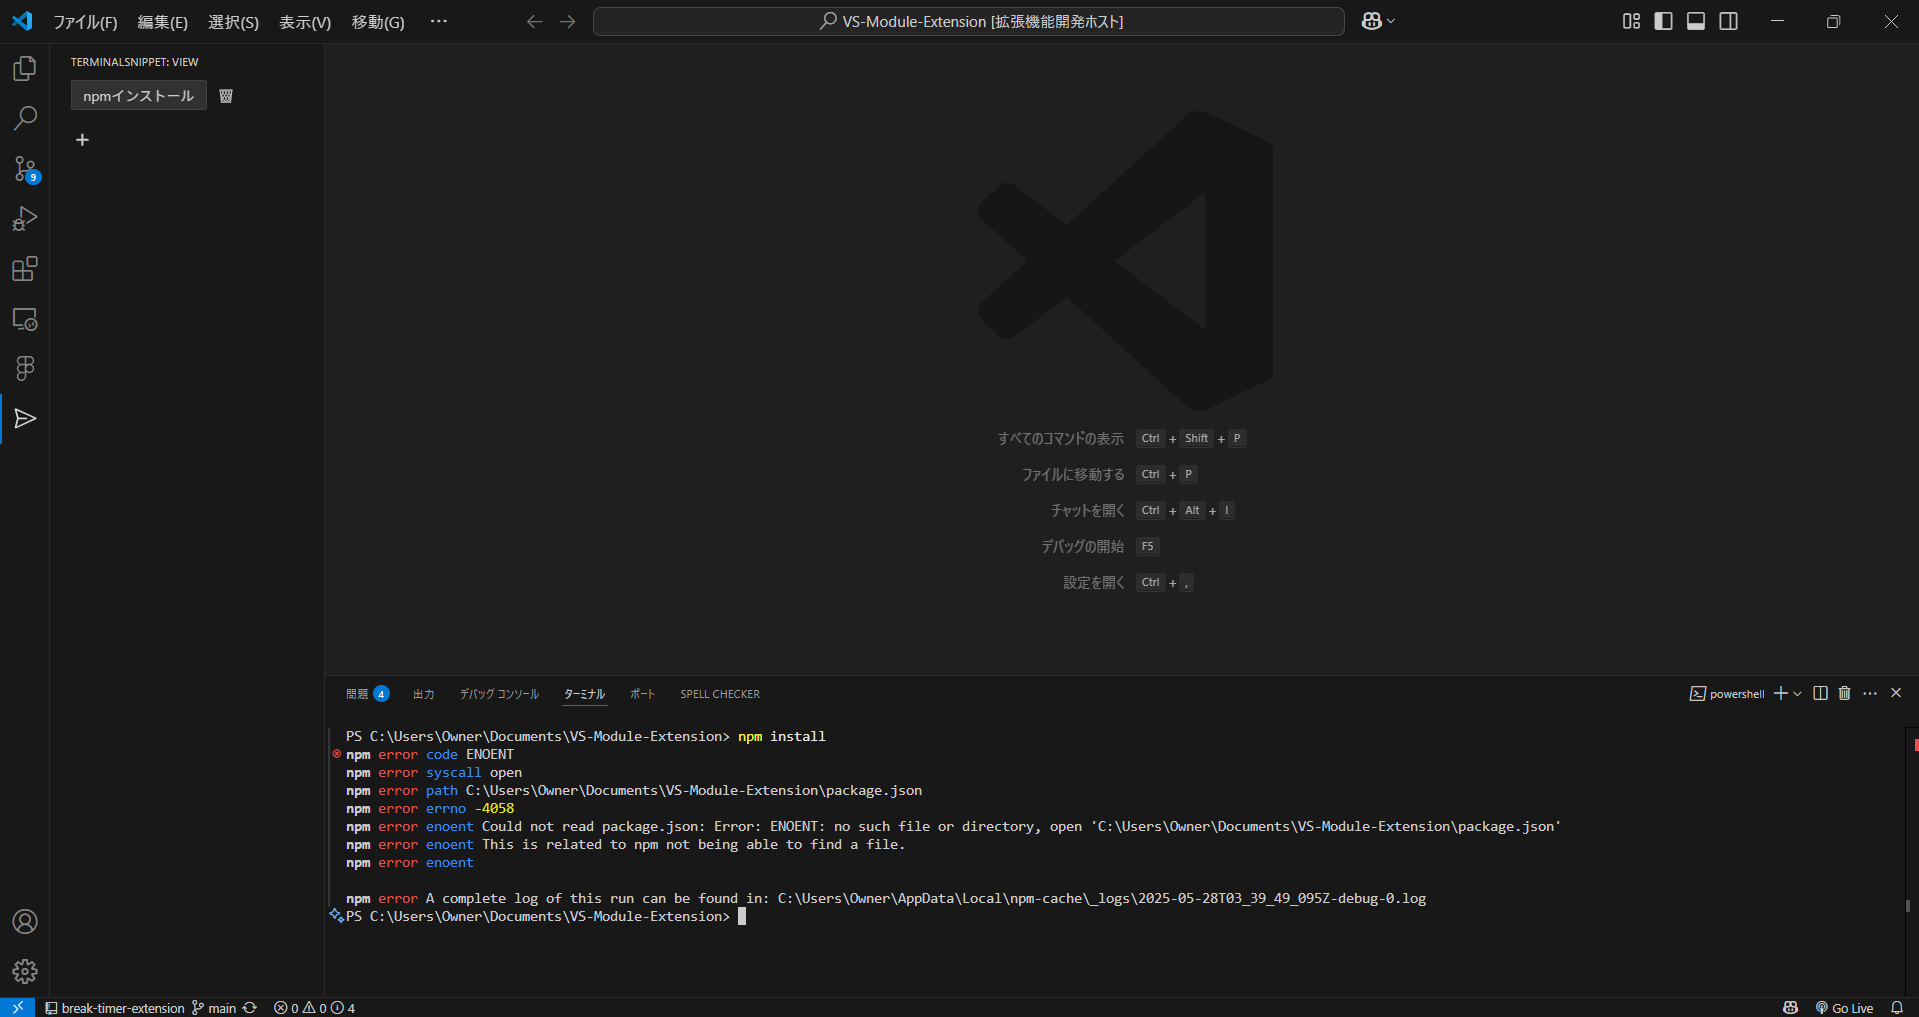 ファイル(F) 編集(E) 選択(S) 表示(V) 移動(G) ··· VS-Module-Extension [拡張機能開発ホスト]
TERMINALSNIPPET: VIEW
npmインストール
+
9
すべてのコマンドの表示 Ctrl + Shift + P
ファイルに移動する Ctrl + P
チャットを開く Ctrl + Alt + I
デバッグの開始 F5
設定を開く Ctrl + ,
問題 4 出力 デバッグ コンソール ターミナル ポート SPELL CHECKER powershell
PS C:\Users\Owner\Documents\VS-Module-Extension> npm install
npm error code ENOENT
npm error syscall open
npm error path C:\Users\Owner\Documents\VS-Module-Extension\package.json
npm error errno -4058
npm error enoent Could not read package.json: Error: ENOENT: no such file or directory, open 'C:\Users\Owner\Documents\VS-Module-Extension\package.json'
npm error enoent This is related to npm not being able to find a file.
npm error enoent
npm error A complete log of this run can be found in: C:\Users\Owner\AppData\Local\npm-cache\_logs\2025-05-28T03_39_49_095Z-debug-0.log
PS C:\Users\Owner\Documents\VS-Module-Extension>
break-timer-extension main 0 0 4 Go Live